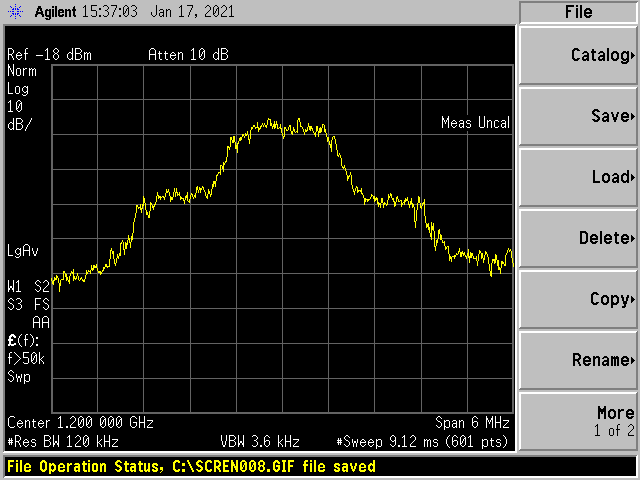 Agilent 15:37:03 Jan 17, 2021
File
Ref -18 dBm Atten 10 dB
Norm
Log
10
dB/
Meas Uncal
LgAv
W1 S2
S3 FS
AA
£(f):
f>50k
Swp
Center 1.200 000 GHz Span 6 MHz
#Res BW 120 kHz VBW 3.6 kHz #Sweep 9.12 ms (601 pts)
File Operation Status, C:\SCREN008.GIF file saved
Catalog
Save
Load
Delete
Copy
Rename
More
1 of 2